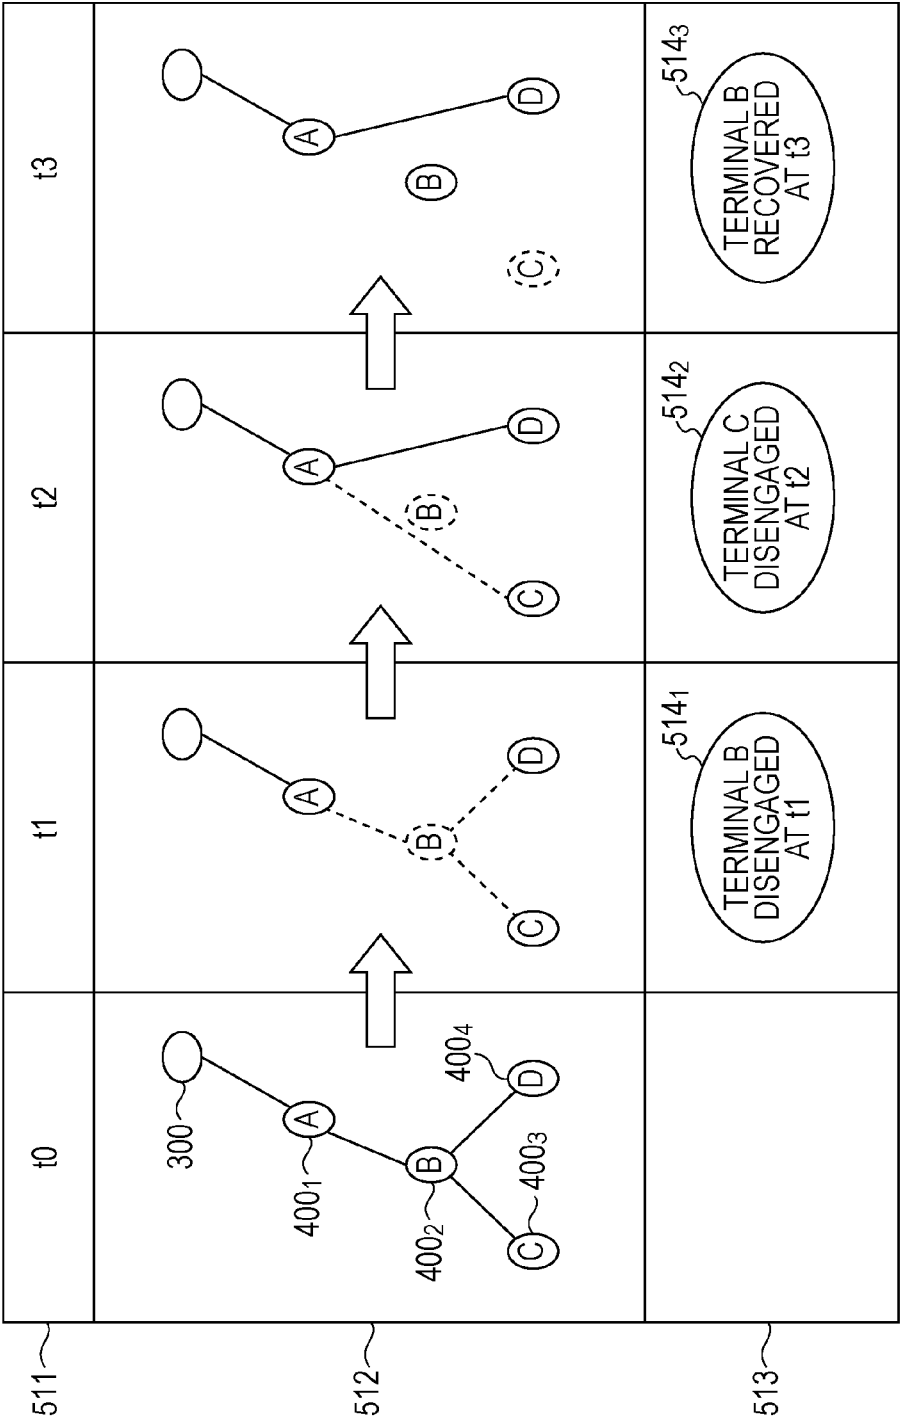 511
t0
t1
t2
t3
512
300
A
400₁
B
400₂
C
400₃
D
400₄
A
B
C
D
A
B
C
D
A
B
C
D
513
514₁
TERMINAL B
DISENGAGED
AT t1
514₂
TERMINAL C
DISENGAGED
AT t2
514₃
TERMINAL B
RECOVERED
AT t3